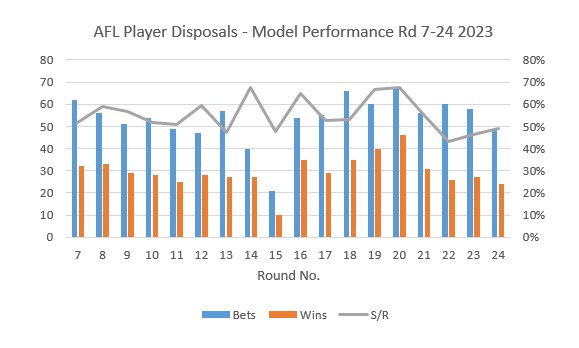 AFL Player Disposals - Model Performance Rd 7-24 2023
80 80%
70 70%
60 60%
50 50%
40 40%
30 30%
20 20%
10 10%
0 0%
7 8 9 10 11 12 13 14 15 16 17 18 19 20 21 22 23 24
Round No.
Bets Wins S/R